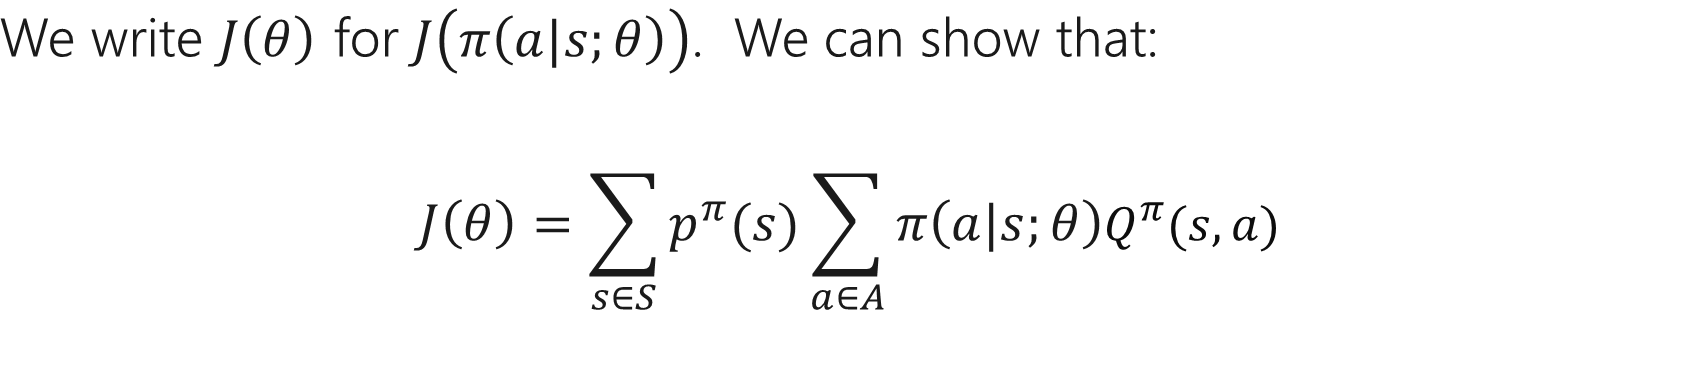 We write J(θ) for J(π(a|s; θ)). We can show that:
J(θ) = ∑ p^π(s) ∑ π(a|s; θ)Q^π(s, a)
s∈S a∈A